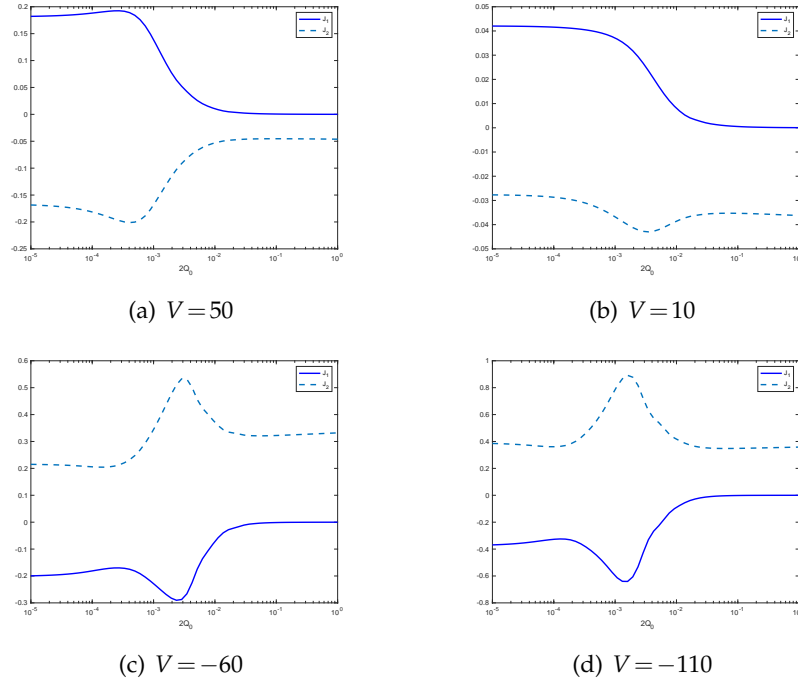 0.2
0.15
0.1
0.05
0
-0.05
-0.1
-0.15
-0.2
-0.25
J₁
J₂
10⁻⁵ 10⁻⁴ 10⁻³ 10⁻² 10⁻¹ 10⁰
2Q₀
(a) V=50
0.05
0.04
0.03
0.02
0.01
0
-0.01
-0.02
-0.03
-0.04
-0.05
J₁
J₂
10⁻⁵ 10⁻⁴ 10⁻³ 10⁻² 10⁻¹ 10
2Q₀
(b) V=10
0.6
0.5
0.4
0.3
0.2
0.1
0
-0.1
-0.2
-0.3
J₁
J₂
10⁻⁵ 10⁻⁴ 10⁻³ 10⁻² 10⁻¹ 10⁰
2Q₀
(c) V=−60
1
0.8
0.6
0.4
0.2
0
-0.2
-0.4
-0.6
-0.8
J₁
J₂
10⁻⁵ 10⁻⁴ 10⁻³ 10⁻² 10⁻¹ 10
2Q₀
(d) V=−110